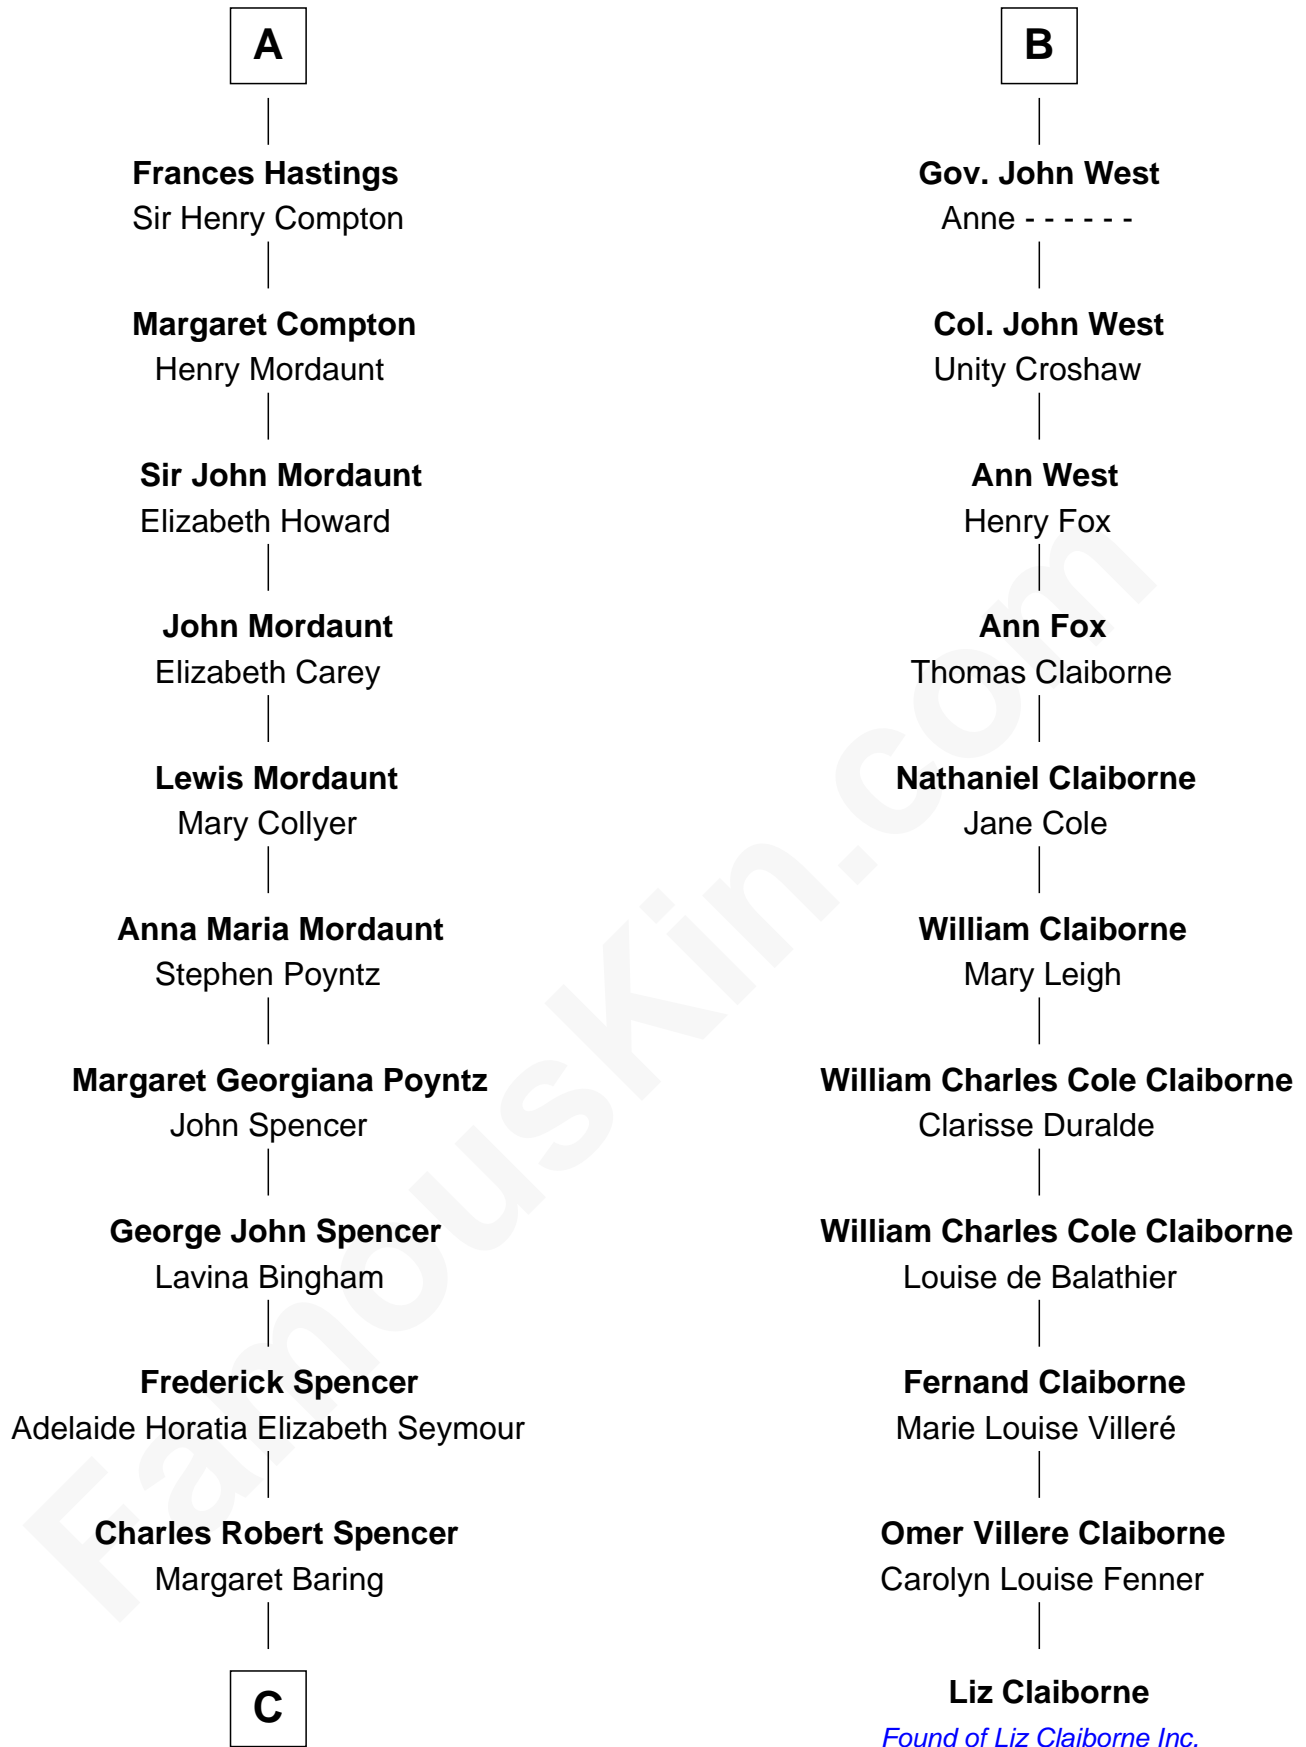 A
Frances Hastings
Sir Henry Compton
Margaret Compton
Henry Mordaunt
Sir John Mordaunt
Elizabeth Howard
John Mordaunt
Elizabeth Carey
Lewis Mordaunt
Mary Collyer
Anna Maria Mordaunt
Stephen Poyntz
Margaret Georgiana Poyntz
John Spencer
George John Spencer
Lavina Bingham
Frederick Spencer
Adelaide Horatia Elizabeth Seymour
Charles Robert Spencer
Margaret Baring
C
B
Gov. John West
Anne - - - - - -
Col. John West
Unity Croshaw
Ann West
Henry Fox
Ann Fox
Thomas Claiborne
Nathaniel Claiborne
Jane Cole
William Claiborne
Mary Leigh
William Charles Cole Claiborne
Clarisse Duralde
William Charles Cole Claiborne
Louise de Balathier
Fernand Claiborne
Marie Louise Villeré
Omer Villere Claiborne
Carolyn Louise Fenner
Liz Claiborne
Found of Liz Claiborne Inc.
FamousKin.com